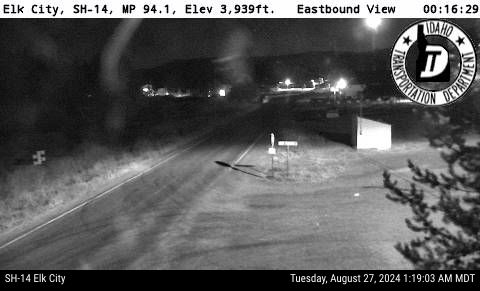 Elk City, SH-14, MP 94.1, Elev 3,939ft. Eastbound View 00:16:29
IDAHO
TRANSPORTATION DEPARTMENT
SH-14 Elk City Tuesday, August 27, 2024 1:19:03 AM MDT